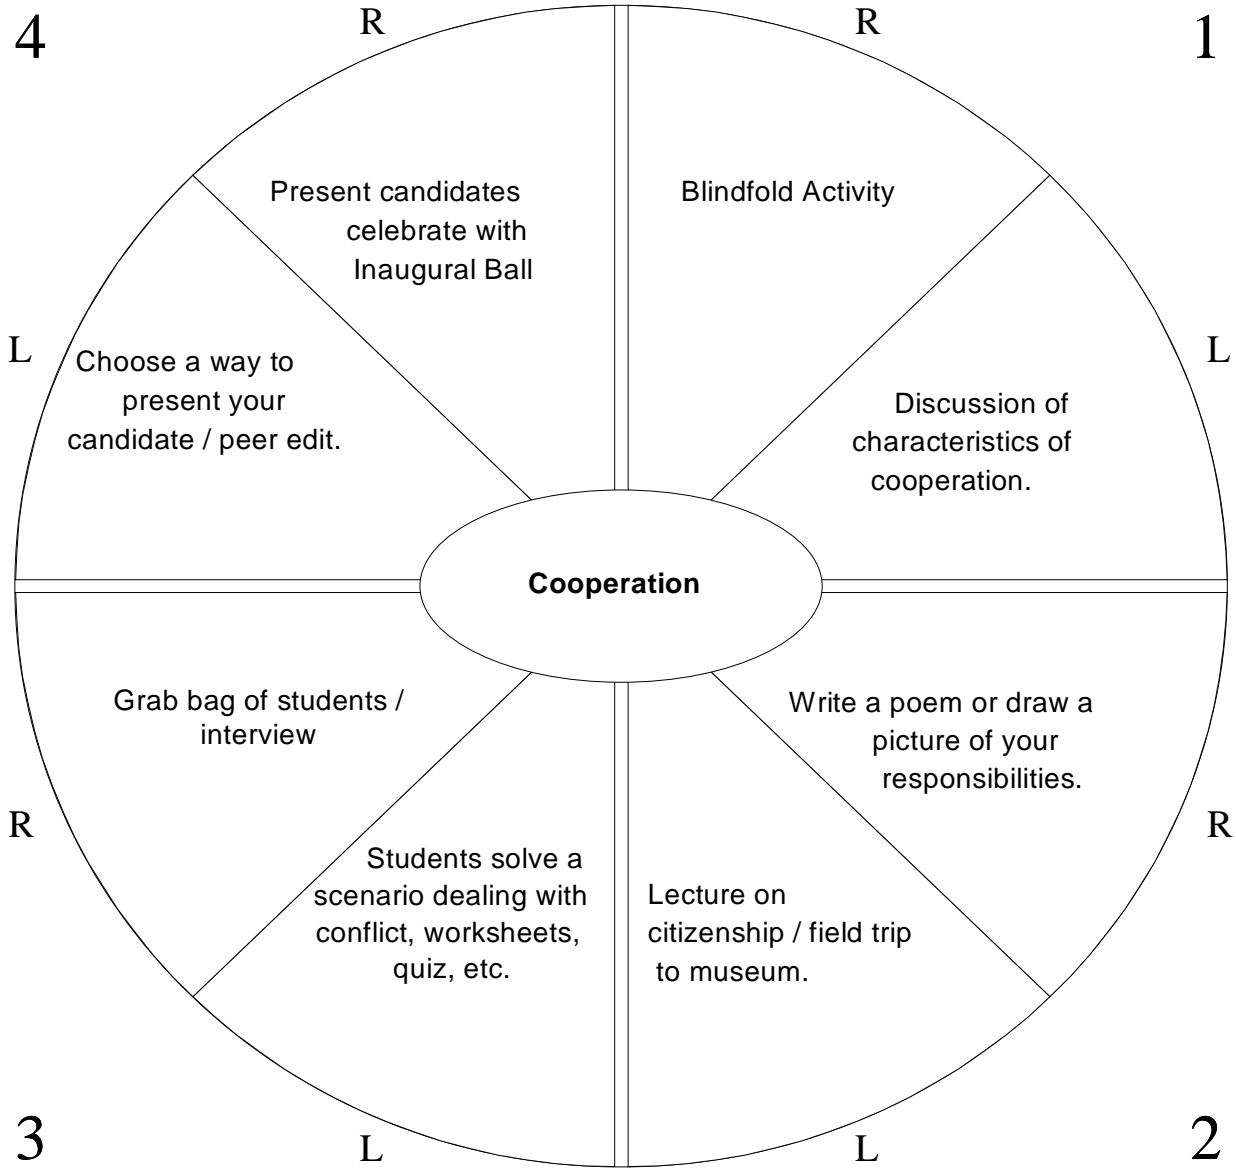 4
R
R
1
Present candidates
celebrate with
Inaugural Ball
Blindfold Activity
L
Choose a way to
present your
candidate / peer edit.
L
Discussion of
characteristics of
cooperation.
Cooperation
Grab bag of students /
interview
Write a poem or draw a
picture of your
responsibilities.
R
R
Students solve a
scenario dealing with
conflict, worksheets,
quiz, etc.
Lecture on
citizenship / field trip
to museum.
3
L
L
2